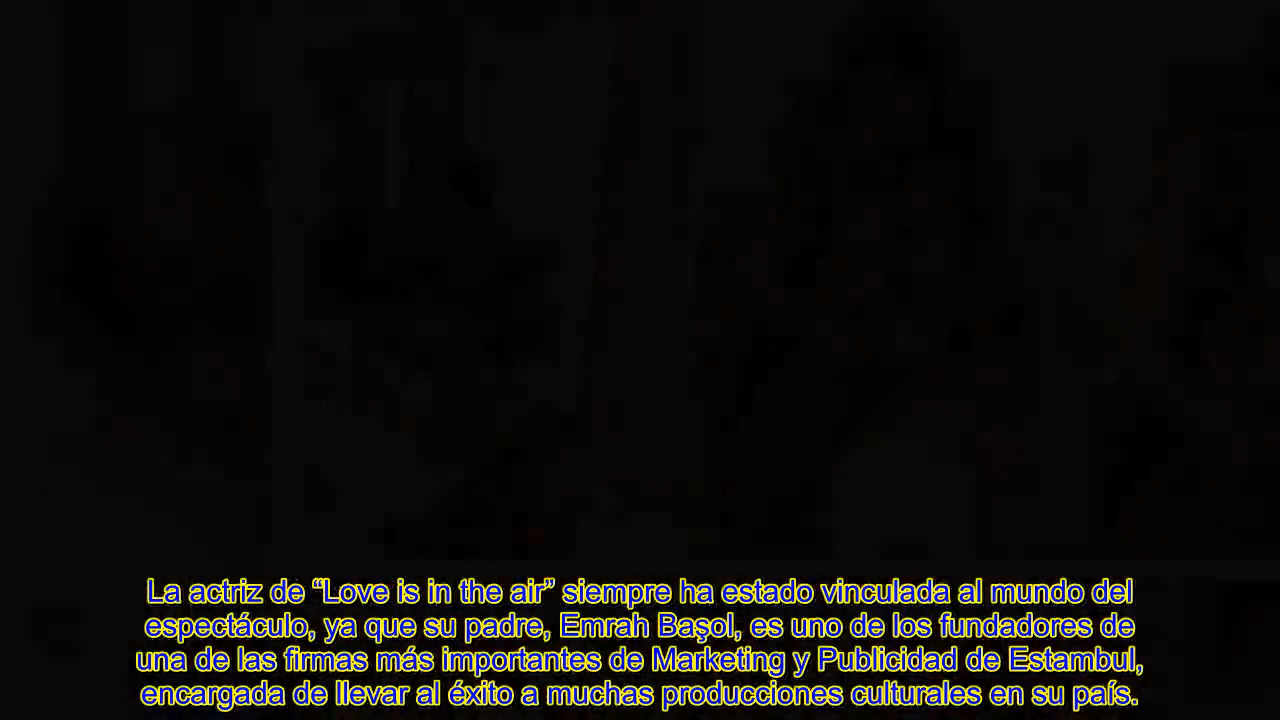 La actriz de “Love is in the air” siempre ha estado vinculada al mundo del
espectáculo, ya que su padre, Emrah Başol, es uno de los fundadores de
una de las firmas más importantes de Marketing y Publicidad de Estambul,
encargada de llevar al éxito a muchas producciones culturales en su país.